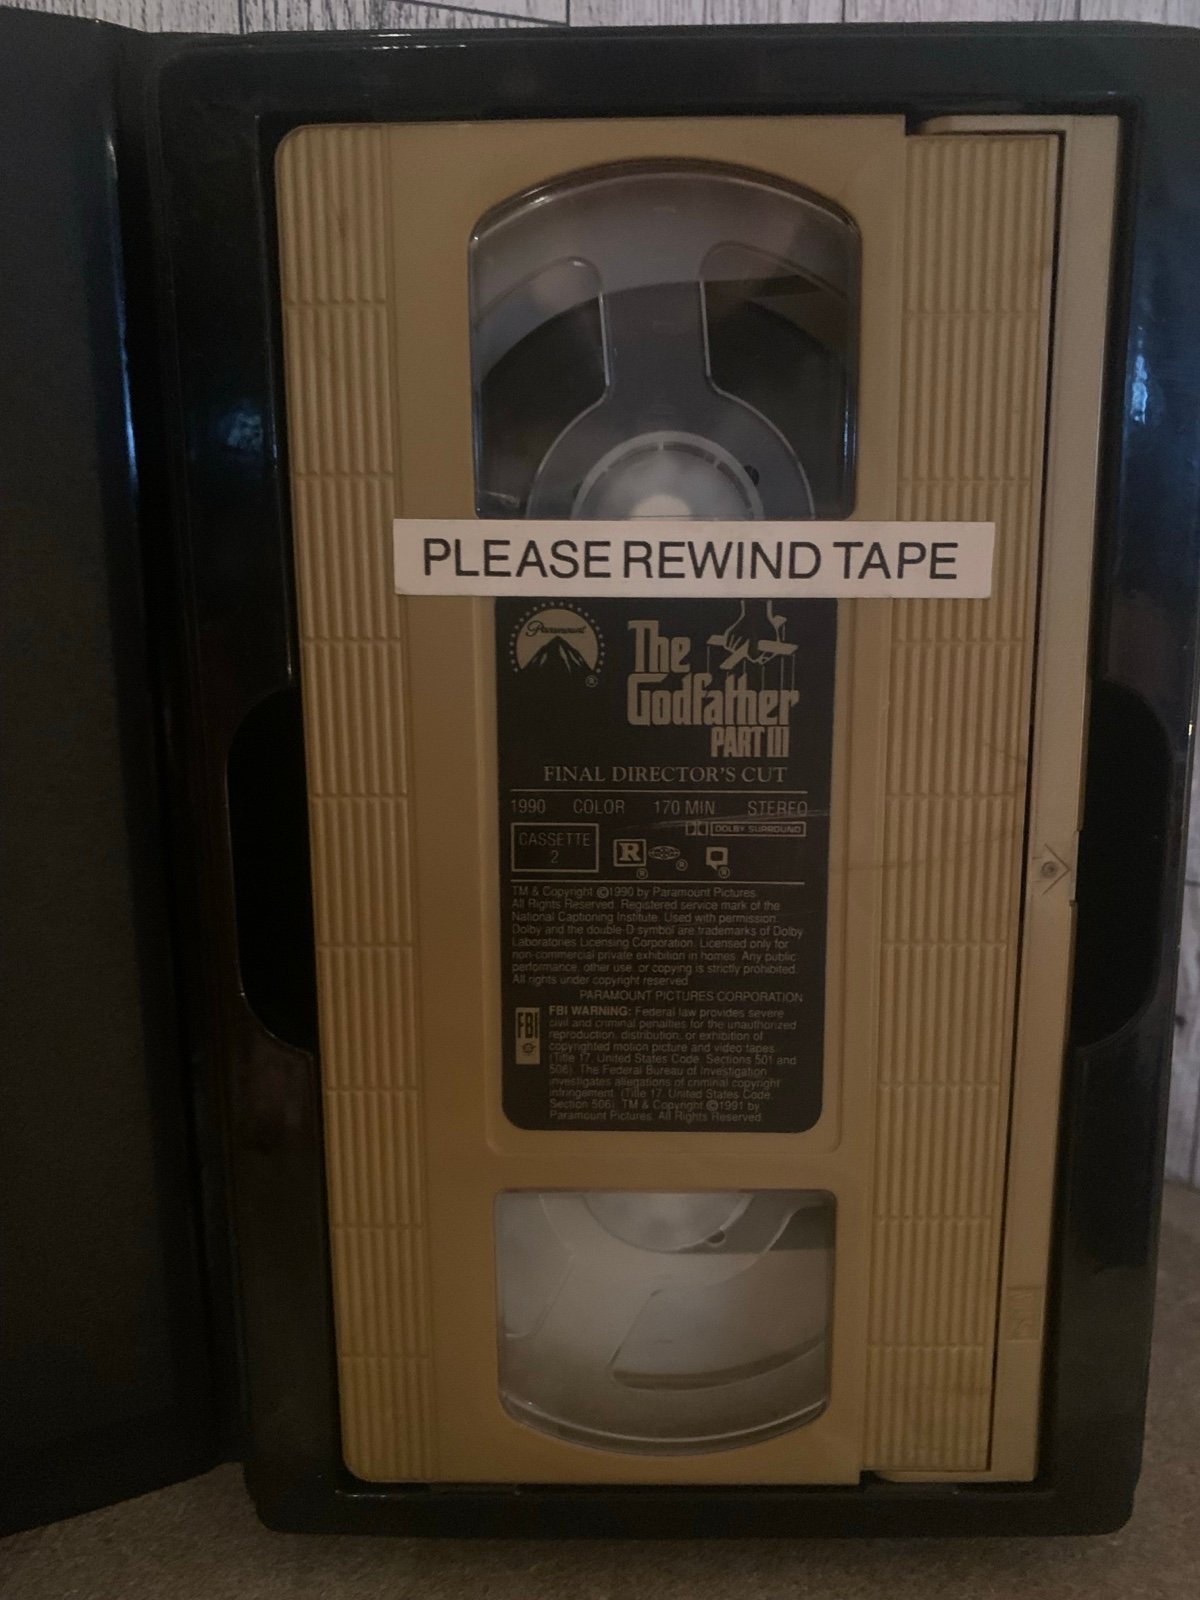 PLEASE REWIND TAPE
Paramount
®
The
Godfather
PART III
FINAL DIRECTOR'S CUT
1990 COLOR 170 MIN STEREO
DOLBY SURROUND
CASSETTE
2
R
®
®
®
TM & Copyright ©1990 by Paramount Pictures.
All Rights Reserved. Registered service mark of the
National Captioning Institute. Used with permission.
Dolby and the double-D symbol are trademarks of Dolby
Laboratories Licensing Corporation. Licensed only for
non-commercial private exhibition in homes. Any public
performance, other use, or copying is strictly prohibited.
All rights under copyright reserved.
PARAMOUNT PICTURES CORPORATION
FBI
FBI WARNING: Federal law provides severe
civil and criminal penalties for the unauthorized
reproduction, distribution, or exhibition of
copyrighted motion picture and video tapes.
(Title 17, United States Code, Sections 501 and
506). The Federal Bureau of Investigation
investigates allegations of criminal copyright
infringement. (Title 17, United States Code,
Section 506). TM & Copyright ©1991 by
Paramount Pictures. All Rights Reserved.